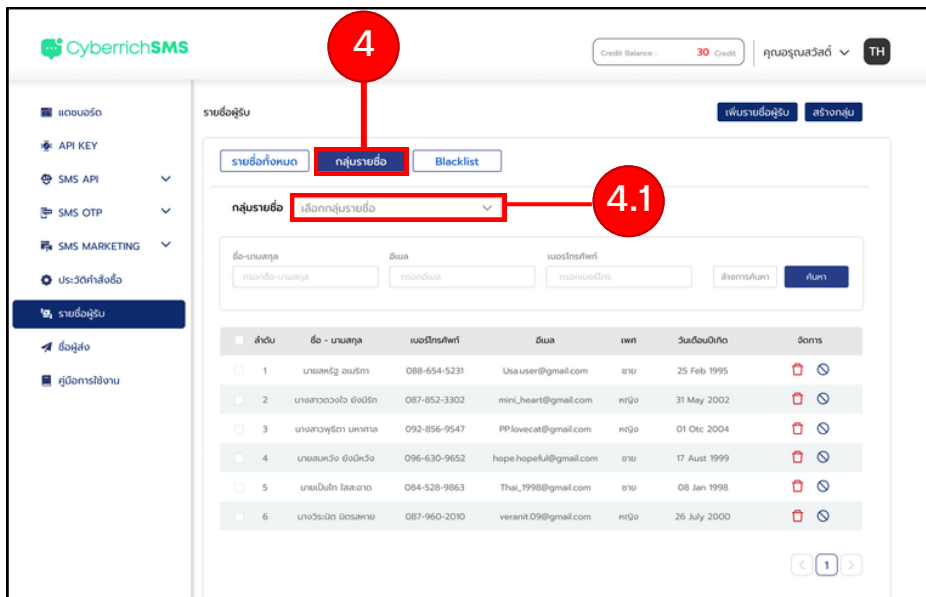 CyberrichSMS
4
Credit Balance : 30 Credit
คุณอรุณสวัสดิ์
TH
แดชบอร์ด
API KEY
SMS API
SMS OTP
SMS MARKETING
ประวัติคำสั่งซื้อ
รายชื่อผู้รับ
ชื่อผู้ส่ง
คู่มือการใช้งาน
รายชื่อผู้รับ
เพิ่มรายชื่อผู้รับ
สร้างกลุ่ม
รายชื่อทั้งหมด กลุ่มรายชื่อ Blacklist
กลุ่มรายชื่อ เลือกกลุ่มรายชื่อ
4.1
ชื่อ-นามสกุล อีเมล เบอร์โทรศัพท์
กรอกชื่อ-นามสกุล กรอกอีเมล กรอกเบอร์โทร ล้างการค้นหา ค้นหา
ลำดับ ชื่อ - นามสกุล เบอร์โทรศัพท์ อีเมล เพศ วันเดือนปีเกิด จัดการ
1 นายสหรัฐ อเมริกา 088-654-5231 Usa.user@gmail.com ชาย 25 Feb 1995
2 นางสาวดวงใจ ยังมีรัก 087-852-3302 mini_heart@gmail.com หญิง 31 May 2002
3 นางสาวพุธิตา มหาศาล 092-856-9547 PP.lovecat@gmail.com หญิง 01 Otc 2004
4 นายสมหวัง ยังมีหวัง 096-630-9652 hope.hopeful@gmail.com ชาย 17 Aust 1999
5 นายเป็นไท ใสสะอาด 084-528-9863 Thai_1998@gmail.com ชาย 08 Jan 1998
6 นางวิระนิต มิตรสหาย 087-960-2010 veranit.09@gmail.com หญิง 26 July 2000
1